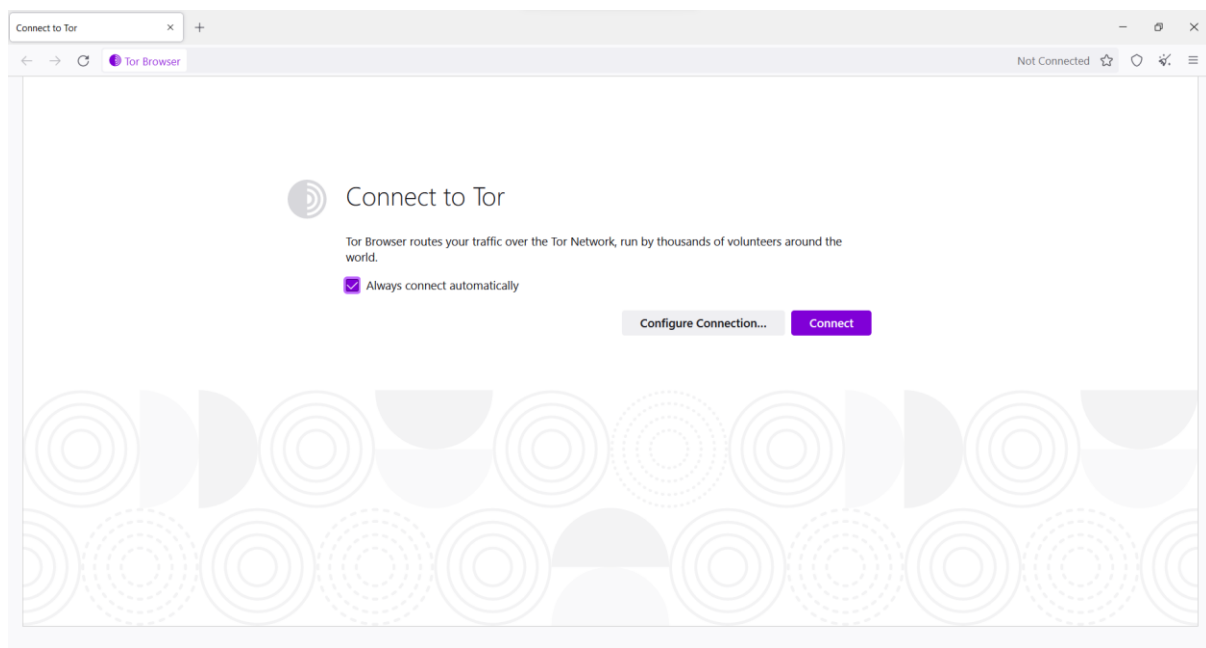 Connect to Tor
Tor Browser
Not Connected
Connect to Tor
Tor Browser routes your traffic over the Tor Network, run by thousands of volunteers around the
world.
Always connect automatically
Configure Connection...
Connect